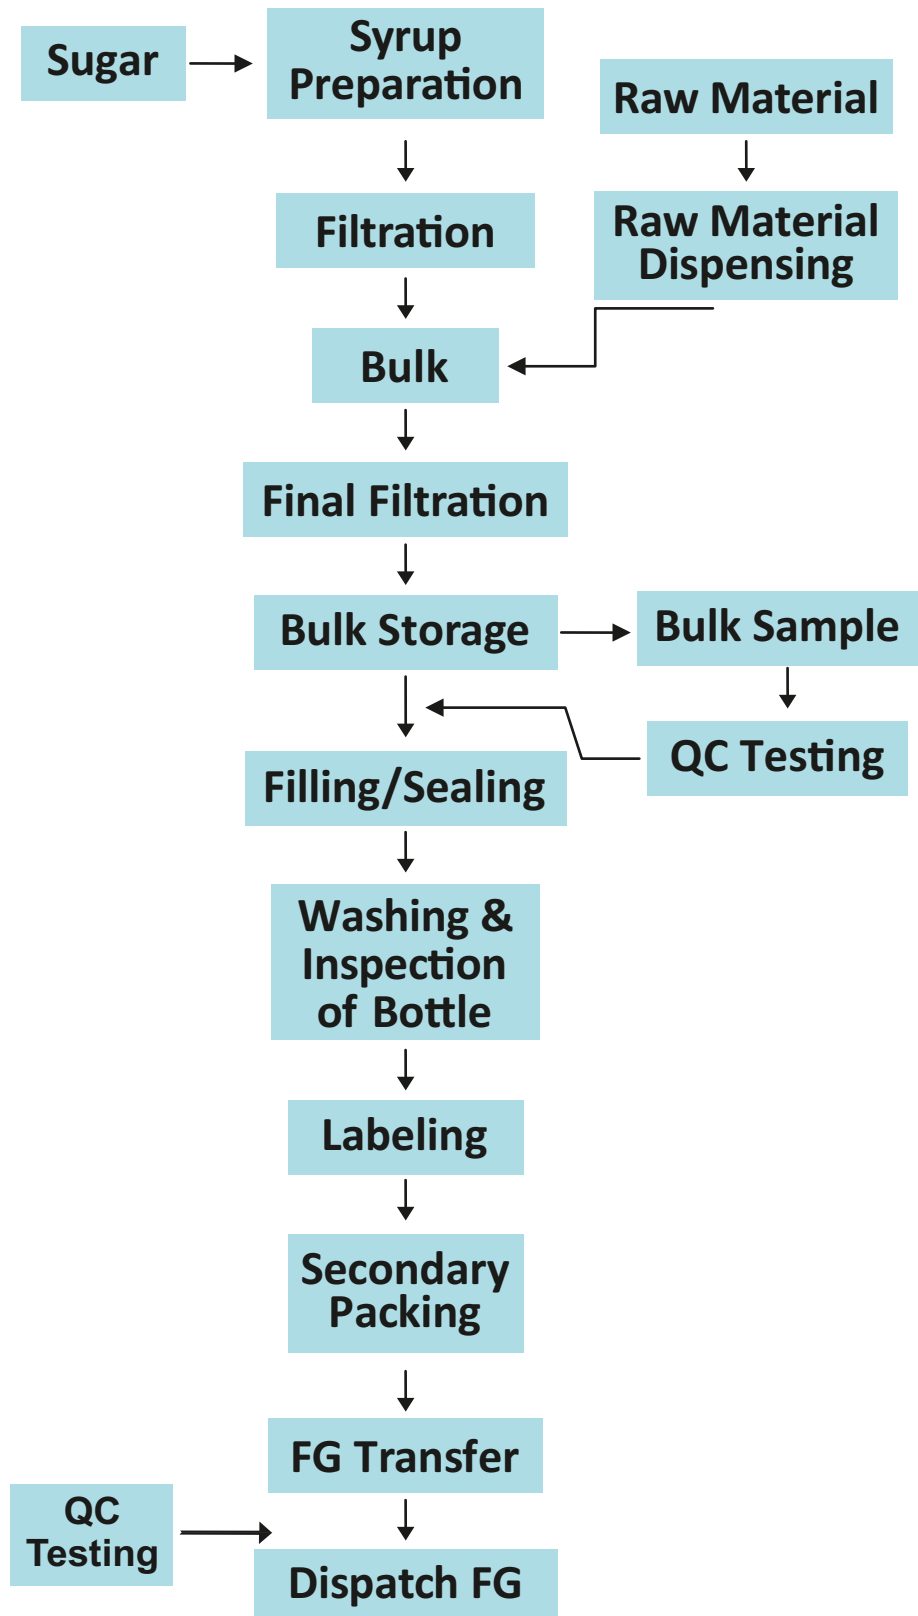 Sugar
Syrup
Preparation
Raw Material
Filtration
Raw Material
Dispensing
Bulk
Final Filtration
Bulk Storage
Bulk Sample
QC Testing
Filling/Sealing
Washing &
Inspection
of Bottle
Labeling
Secondary
Packing
FG Transfer
QC
Testing
Dispatch FG